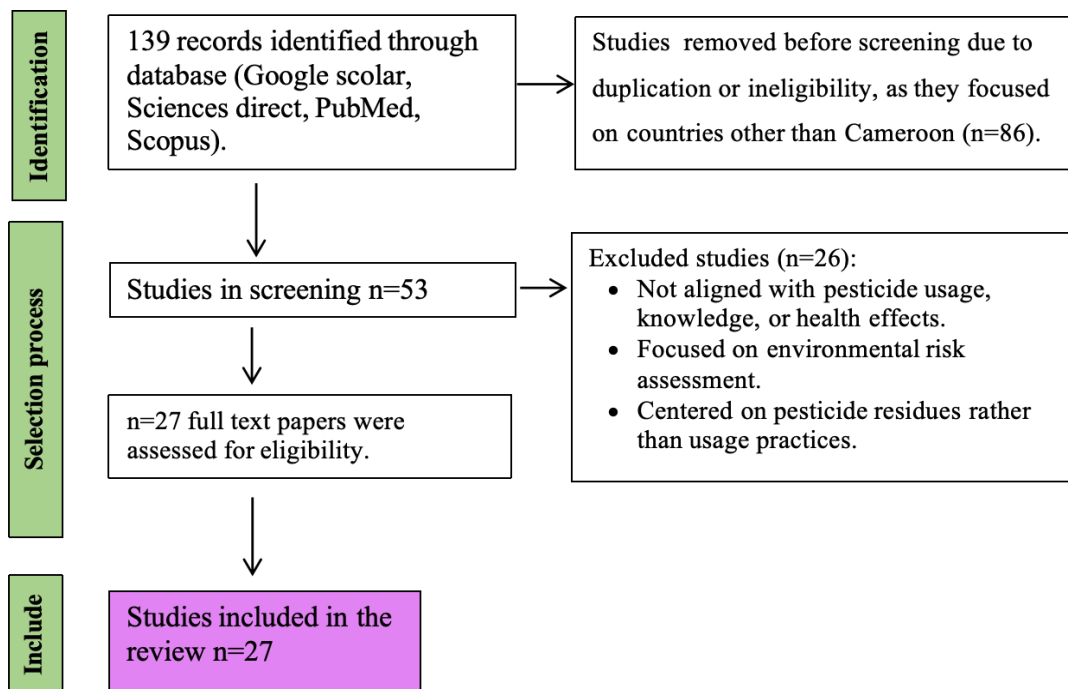 Identification
139 records identified through
database (Google scolar,
Sciences direct, PubMed,
Scopus).
Studies removed before screening due to
duplication or ineligibility, as they focused
on countries other than Cameroon (n=86).
Selection process
Studies in screening n=53
Excluded studies (n=26):
• Not aligned with pesticide usage,
knowledge, or health effects.
• Focused on environmental risk
assessment.
• Centered on pesticide residues rather
than usage practices.
n=27 full text papers were
assessed for eligibility.
Include
Studies included in the
review n=27